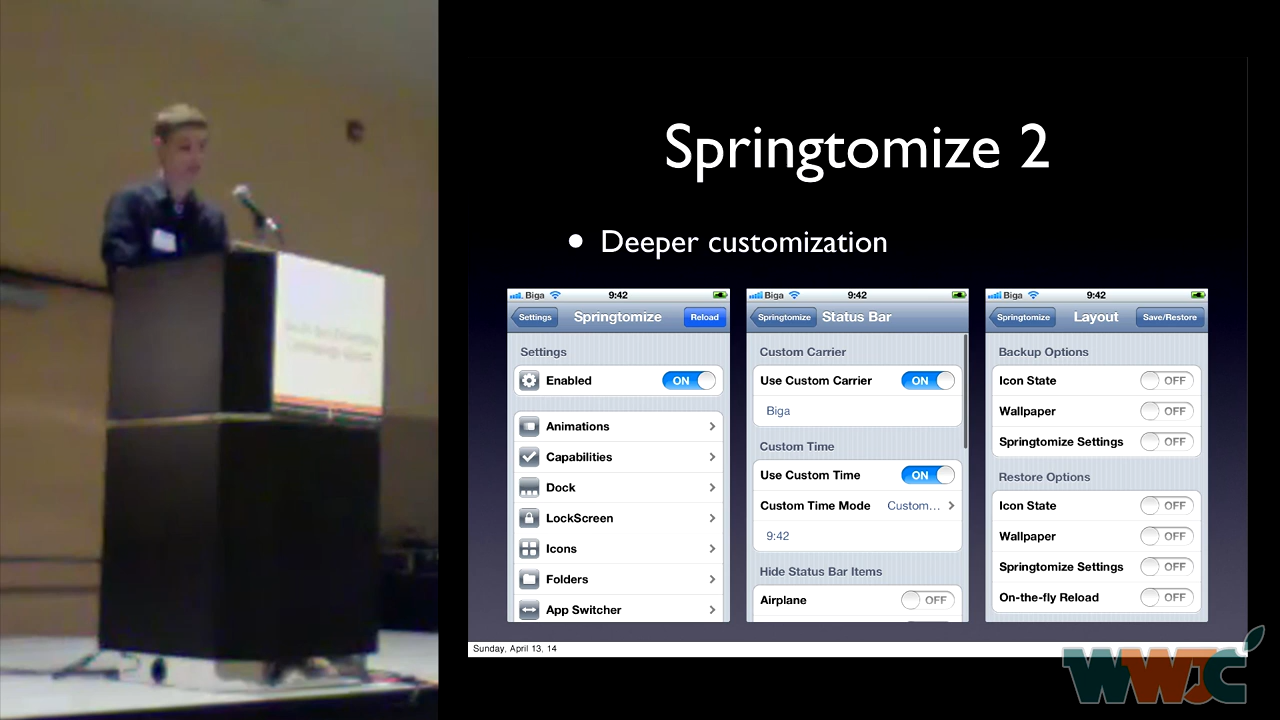 Springtomize 2
• Deeper customization
Biga 9:42
Settings Springtomize Reload
Settings
Enabled ON
Animations
Capabilities
Dock
LockScreen
Icons
Folders
App Switcher
Biga 9:42
Springtomize Status Bar
Custom Carrier
Use Custom Carrier ON
Biga
Custom Time
Use Custom Time ON
Custom Time Mode Custom...
9:42
Hide Status Bar Items
Airplane OFF
Biga 9:42
Springtomize Layout Save/Restore
Backup Options
Icon State OFF
Wallpaper OFF
Springtomize Settings OFF
Restore Options
Icon State OFF
Wallpaper OFF
Springtomize Settings OFF
On-the-fly Reload OFF
Sunday, April 13, 14
WWJC